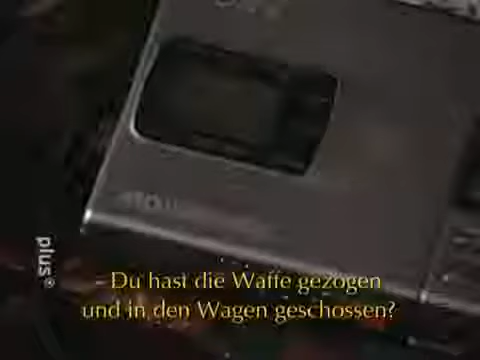 plus®
- Du hast die Waffe gezogen
und in den Wagen geschossen?